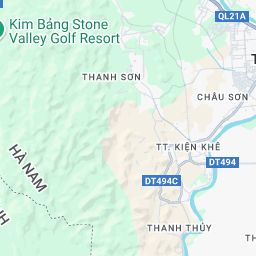 QL21A
Kim Bảng Stone
Valley Golf Resort
T
THANH SƠN
CHÂU SƠN
TT. KIỆN KHÊ
DT494
HÀ NAM
DT494C
NH
THANH THỦY